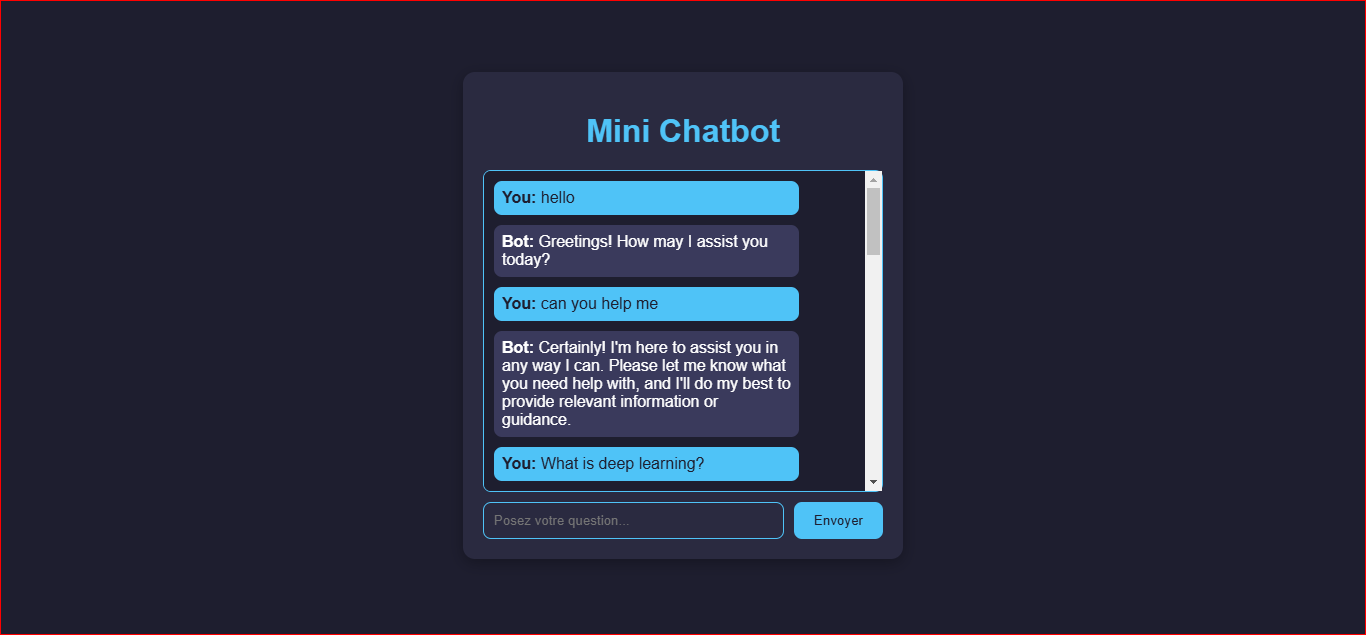 Mini Chatbot
You: hello
Bot: Greetings! How may I assist you
today?
You: can you help me
Bot: Certainly! I'm here to assist you in
any way I can. Please let me know what
you need help with, and I'll do my best to
provide relevant information or
guidance.
You: What is deep learning?
Posez votre question...
Envoyer